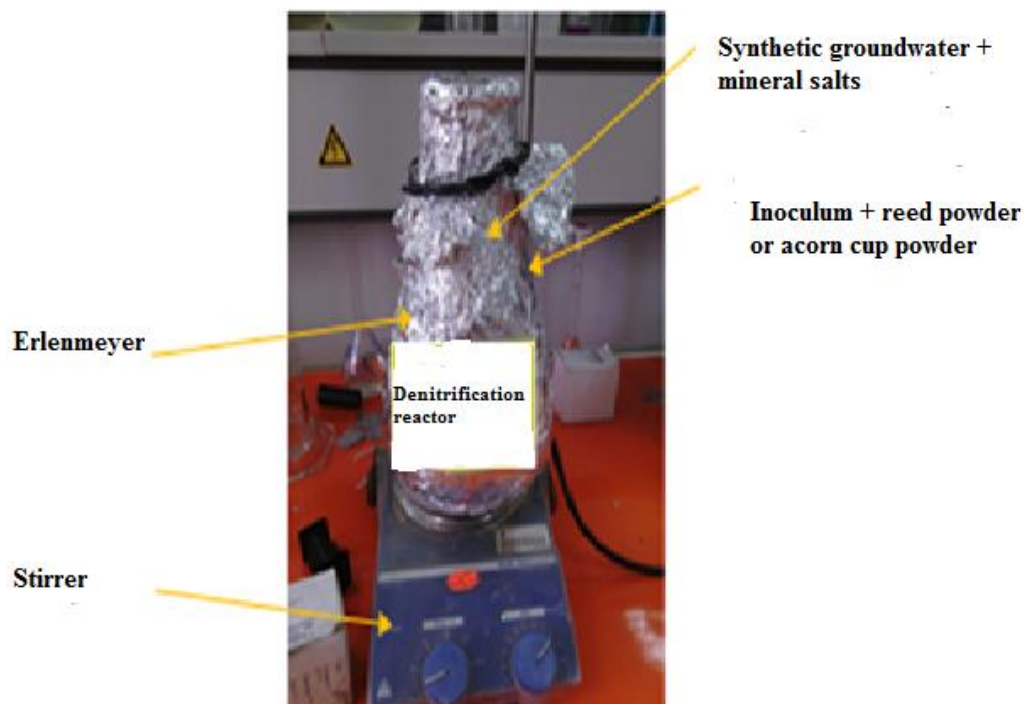 Synthetic groundwater +
mineral salts
Inoculum + reed powder
or acorn cup powder
Erlenmeyer
Denitrification
reactor
Stirrer